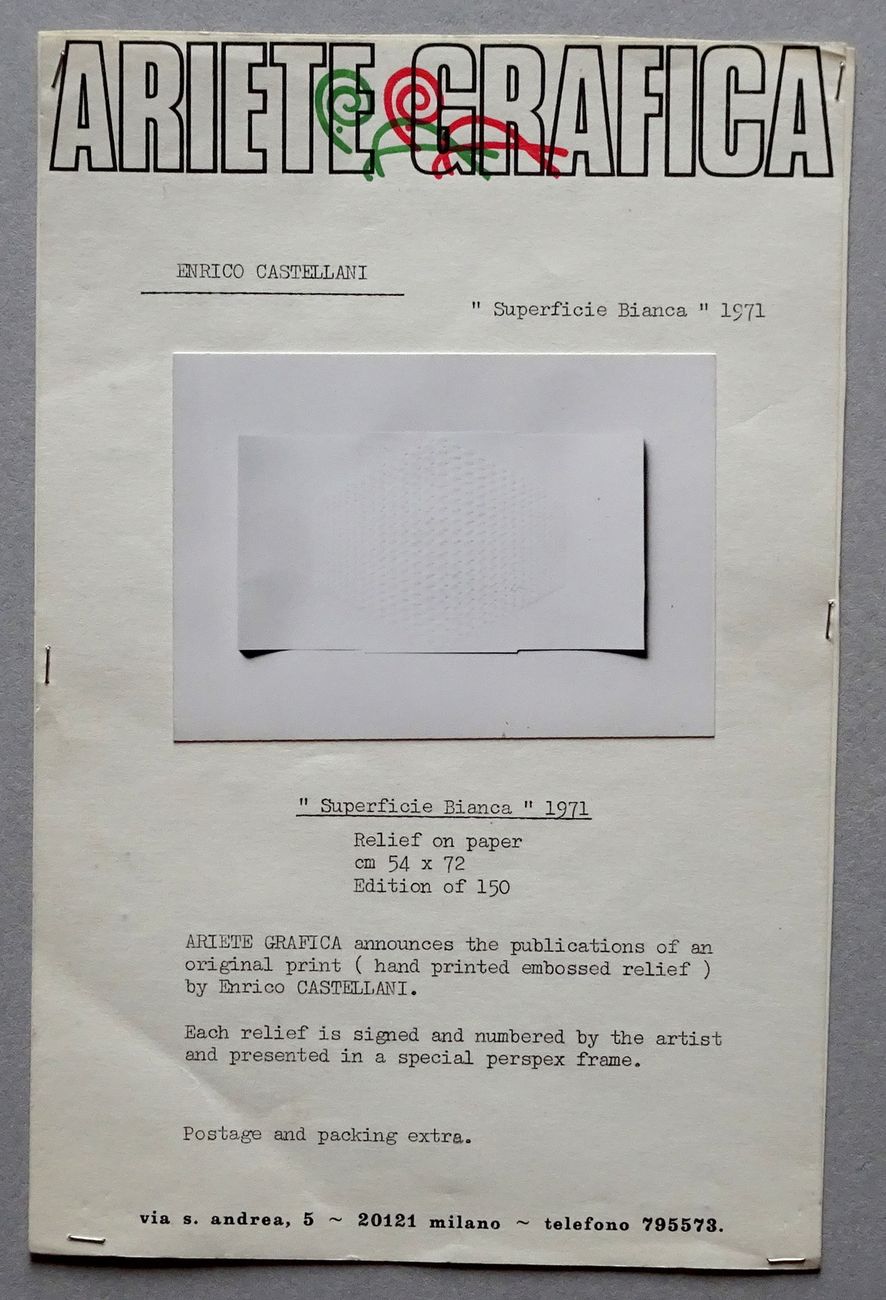 ARIETE GRAFICA
ENRICO CASTELLANI
" Superficie Bianca " 1971
" Superficie Bianca " 1971
Relief on paper
cm 54 x 72
Edition of 150
ARIETE GRAFICA announces the publications of an
original print ( hand printed embossed relief )
by Enrico CASTELLANI.
Each relief is signed and numbered by the artist
and presented in a special perspex frame.
Postage and packing extra.
via s. andrea, 5 ~ 20121 milano ~ telefono 795573.